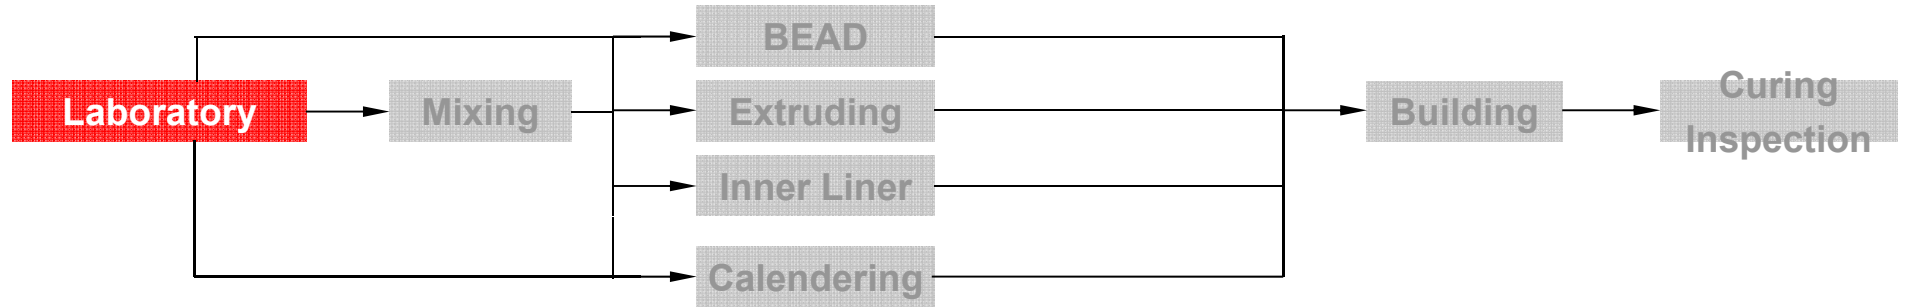 Laboratory
Mixing
BEAD
Extruding
Inner Liner
Calendering
Building
Curing
Inspection